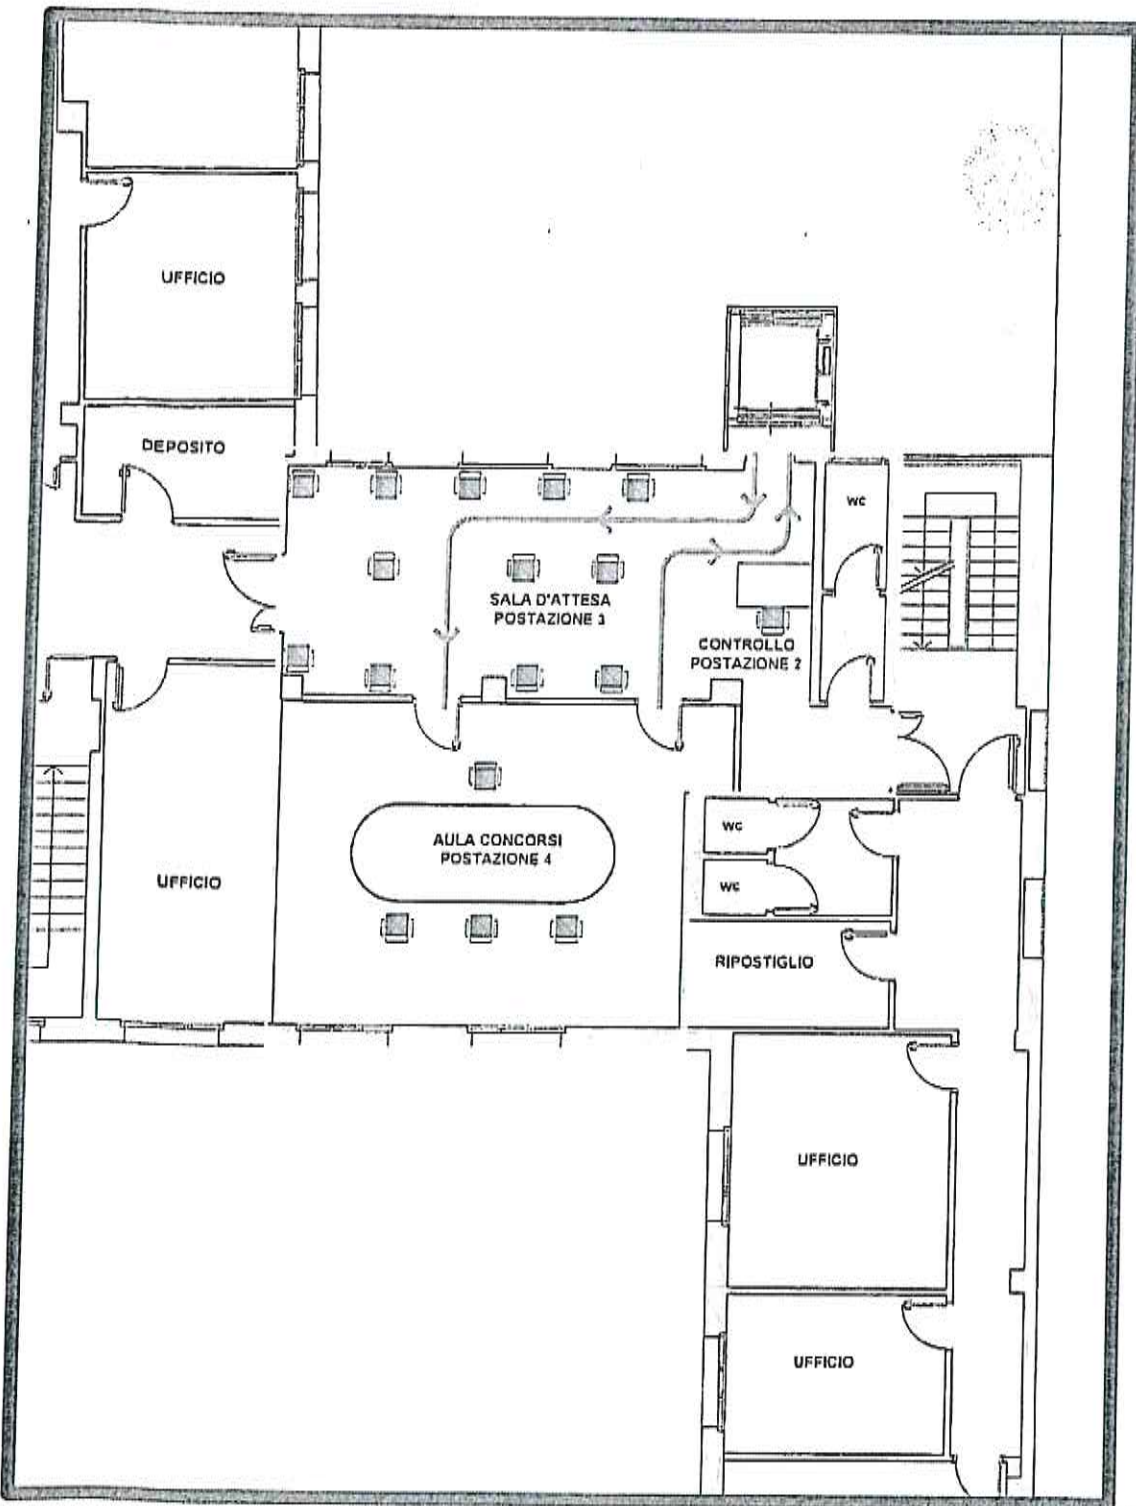 UFFICIO
DEPOSITO
WC
SALA D'ATTESA
POSTAZIONE 3
CONTROLLO
POSTAZIONE 2
AULA CONCORSI
POSTAZIONE 4
WC
UFFICIO
WC
RIPOSTIGLIO
UFFICIO
UFFICIO